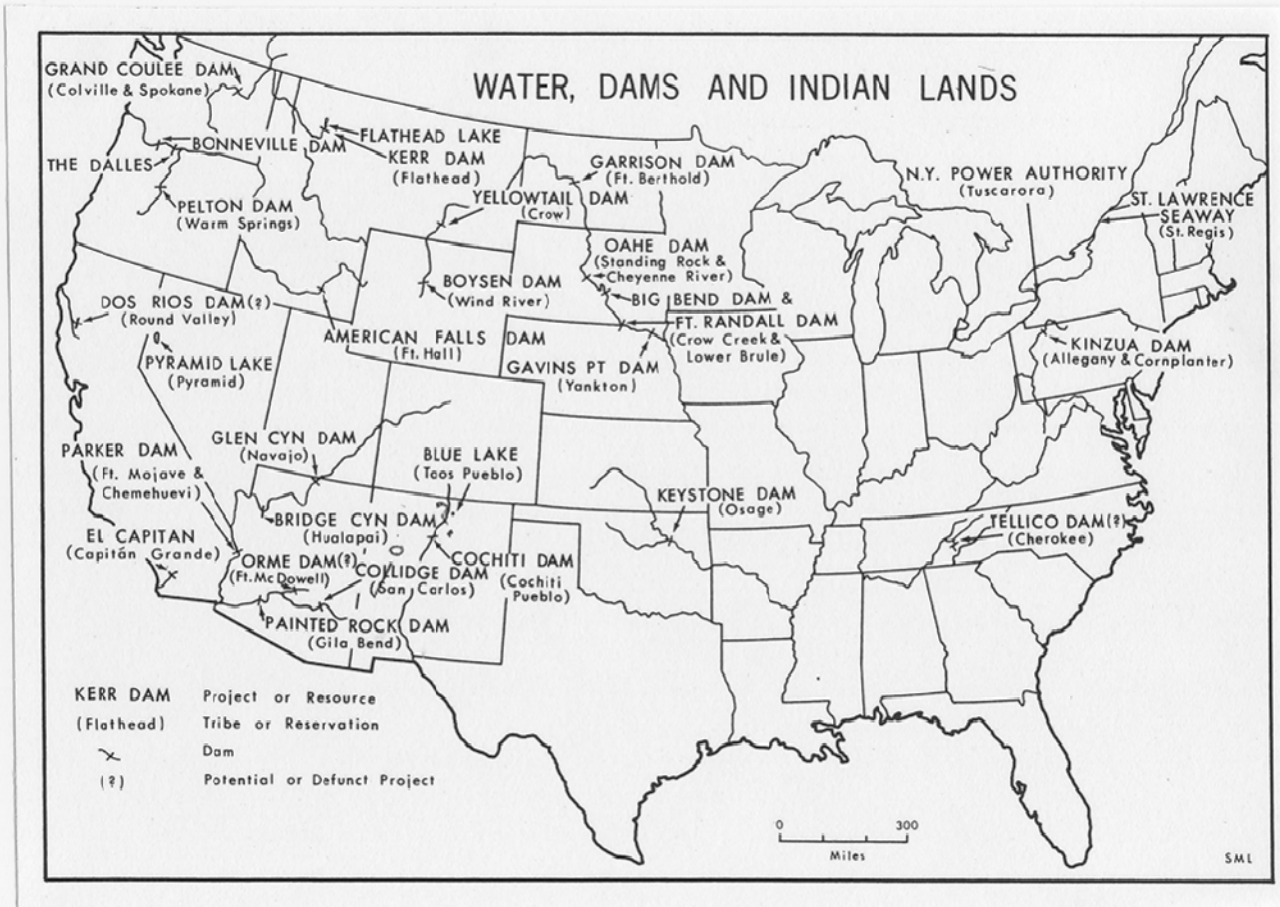 WATER, DAMS AND INDIAN LANDS
GRAND COULEE DAM
(Colville & Spokane)
BONNEVILLE DAM
THE DALLES
PELTON DAM
(Warm Springs)
FLATHEAD LAKE
KERR DAM
(Flathead)
YELLOWTAIL DAM
(Crow)
GARRISON DAM
(Ft. Berthold)
N.Y. POWER AUTHORITY
(Tuscarora)
ST. LAWRENCE
SEAWAY
(St. Regis)
OAHE DAM
(Standing Rock &
Cheyenne River)
BOYSEN DAM
(Wind River)
BIG BEND DAM &
FT. RANDALL DAM
(Crow Creek &
Lower Brule)
DOS RIOS DAM(?)
(Round Valley)
PYRAMID LAKE
(Pyramid)
AMERICAN FALLS DAM
(Ft. Hall)
GAVINS PT DAM
(Yankton)
KINZUA DAM
(Allegany & Cornplanter)
PARKER DAM
(Ft. Mojave &
Chemehuevi)
GLEN CYN DAM
(Navajo)
BLUE LAKE
(Taos Pueblo)
KEYSTONE DAM
(Osage)
BRIDGE CYN DAM
(Hualapai)
EL CAPITAN
(Capitán Grande)
ORME DAM(?)
(Ft. McDowell)
COLLIDGE DAM
(San Carlos)
COCHITI DAM
(Cochiti
Pueblo)
TELLICO DAM(?)
(Cherokee)
PAINTED ROCK DAM
(Gila Bend)
KERR DAM Project or Resource
(Flathead) Tribe or Reservation
Dam
(?) Potential or Defunct Project
0 300
Miles
SML